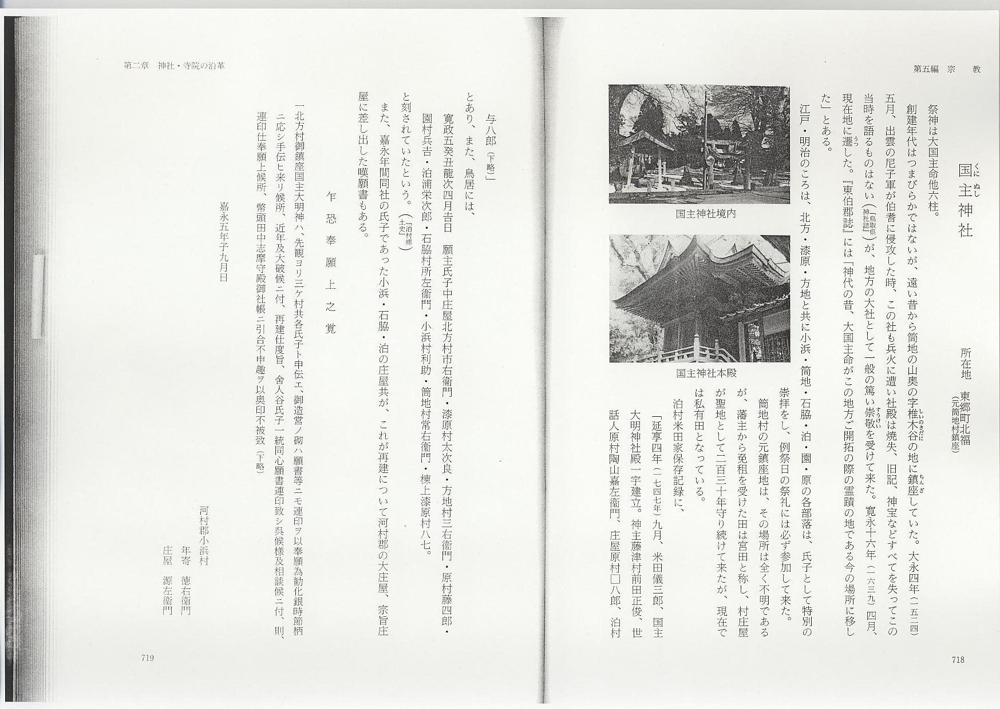 第五編　宗　教
国主神社
くにぬし
所在地　東郷町北福
（元筒地村鎮座）
祭神は大国主命他六柱。
創建年代はつまびらかではないが、遠い昔から筒地の山奥の字椎木谷の地に鎮座していた。大永四年（一五二四）
しいのきだに
ちんざ
五月、出雲の尼子軍が伯耆に侵攻した時、この社も兵火に遭い社殿は焼失、旧記、神宝などすべてを失ってこの
当時を語るものはない（『鳥取県神社誌』）が、地方の大社として一般の篤い崇敬を受けて来た。寛永十六年（一六三九）四月、
すうけい
現在地に遷した。『東伯郡誌』には「神代の昔、大国主命がこの地方ご開拓の際の霊蹟の地である今の場所に移し
うつ
た」とある。
江戸・明治のころは、北方・漆原・方地と共に小浜・筒地・石脇・泊・園・原の各部落は、氏子として特別の
崇拝をし、例祭日の祭礼には必ず参加して来た。
筒地村の元鎮座地は、その場所は全く不明である
が、藩主から免租を受けた田は宮田と称し、村庄屋
が聖地として二百三十年守り続けて来たが、現在で
は私有田となっている。
泊村米田家保存記録に、
「延享四年（一七四七年）九月、米田儀三郎、国主
大明神社殿一宇建立。神主藤津村前田正俊、世
話人原村陶山嘉左衞門、庄屋原村□八郎、泊村
国主神社境内
国主神社本殿
718
第二章　神社・寺院の沿革
与八郎（下略）」
とあり、また、鳥居には、
寛政五癸丑龍次四月𠮷日　願主氏子中庄屋北方村市右衞門・漆原村太次良・方地村三右衞門・原村藤四郎・
園村兵𠮷・泊浦栄次郎・石脇村所左衞門・小浜村利助・筒地村常右衞門・棟上漆原村八七。
と刻されていたという。（『泊村郷土史』）
また、嘉永年間同社の氏子であった小浜・石脇・泊の庄屋共が、これが再建について河村郡の大庄屋、宗旨庄
屋に差し出した嘆願書もある。
乍恐奉願上之覚
一北方村御鎮座国主大明神ハ、先観ヨリ三ケ村共各氏子ト申伝エ、御造営ノ砌ハ願書等ニモ連印ヲ以奉願為勧化銀時節柄
ニ応シ手伝ヒ来リ候所、近年及大破候ニ付、再建仕度旨、舎人谷氏子一統同心願書連印致シ呉候様及相談候ニ付、則、
連印仕奉願上候所、幣頭田中志摩守殿御社帳ニ引合不申趣ヲ以奥印不被致（下略）
嘉永五年子九月日
河村郡小浜村
年寄　徳右衞門
庄屋　源左衞門
719